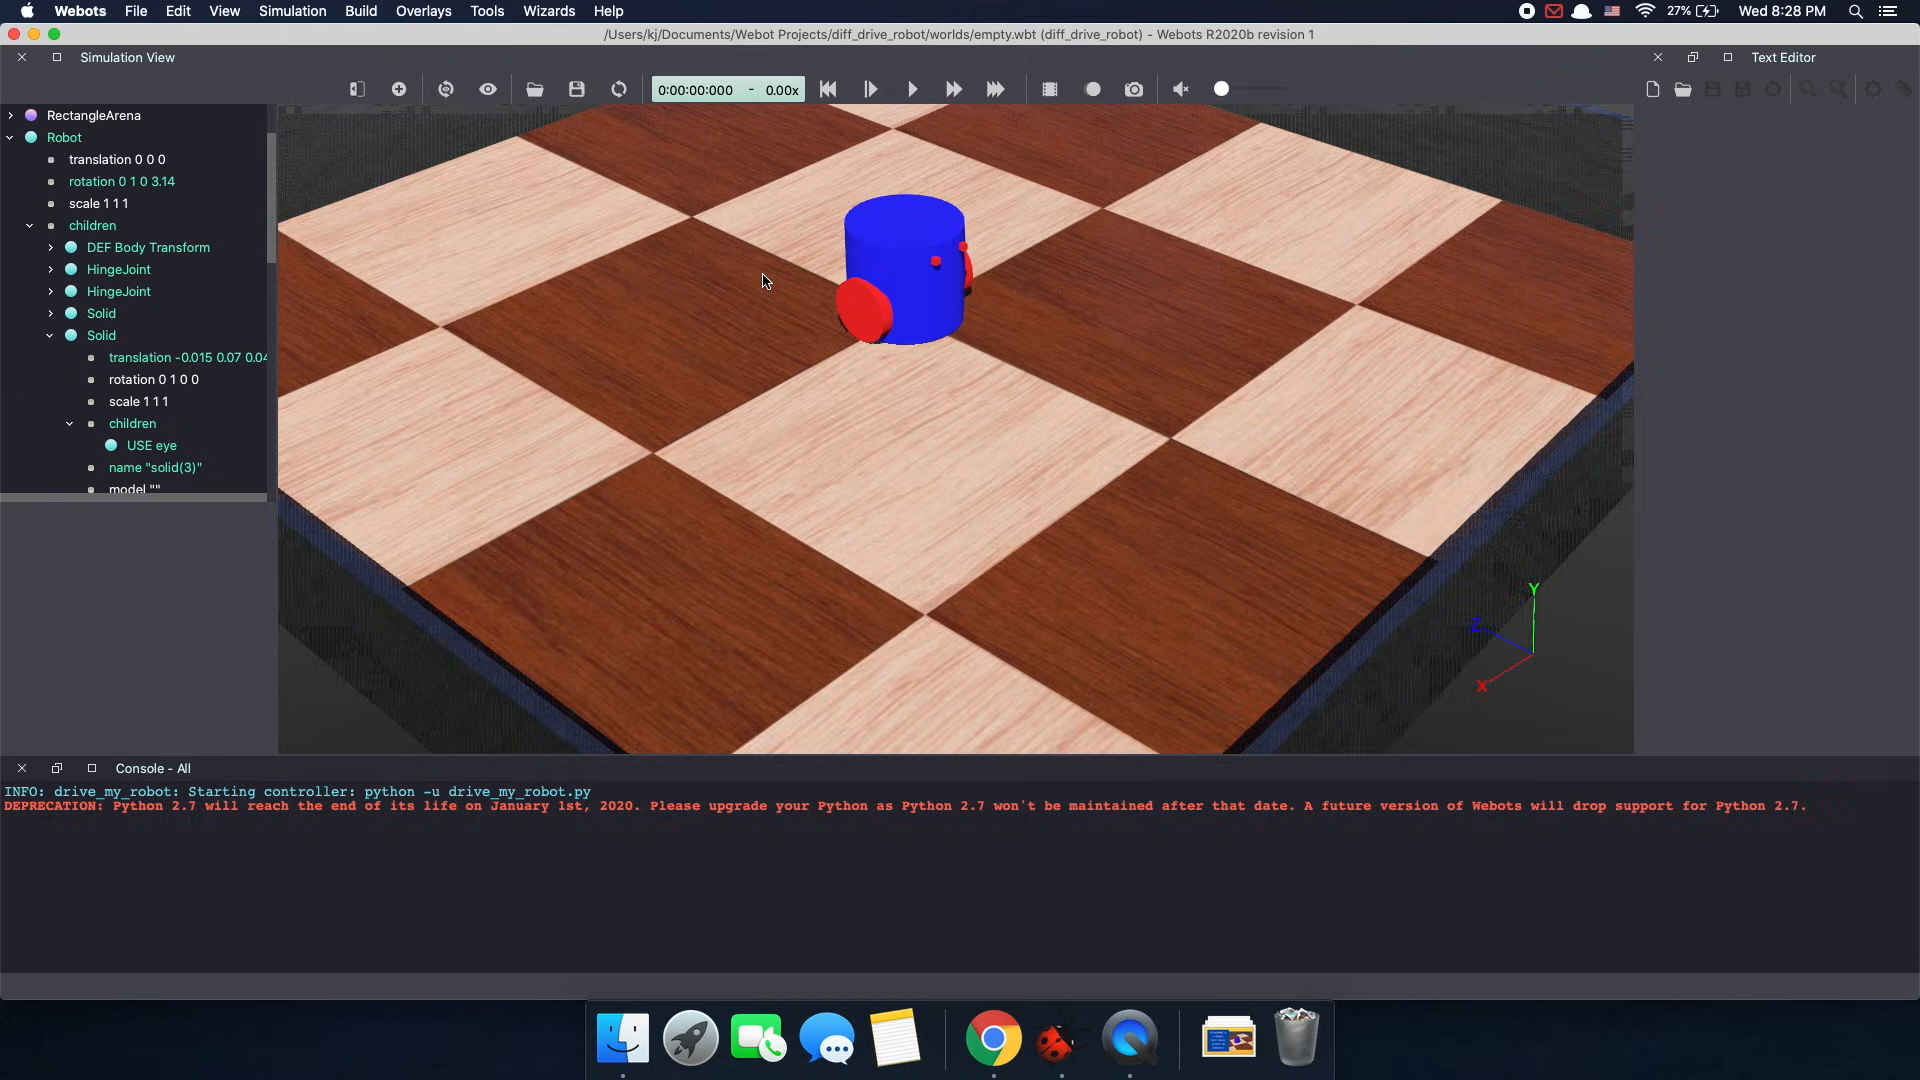 Webots File Edit View Simulation Build Overlays Tools Wizards Help 27% Wed 8:28 PM
/Users/kj/Documents/Webot Projects/diff_drive_robot/worlds/empty.wbt (diff_drive_robot) - Webots R2020b revision 1
Simulation View
Text Editor
0:00:00:000 - 0.00x
RectangleArena
Robot
translation 0 0 0
rotation 0 1 0 3.14
scale 1 1 1
children
DEF Body Transform
HingeJoint
HingeJoint
Solid
Solid
translation -0.015 0.07 0.04
rotation 0 1 0 0
scale 1 1 1
children
USE eye
name "solid(3)"
model ""
Y
Z
X
Console - All
INFO: drive_my_robot: Starting controller: python -u drive_my_robot.py
DEPRECATION: Python 2.7 will reach the end of its life on January 1st, 2020. Please upgrade your Python as Python 2.7 won't be maintained after that date. A future version of Webots will drop support for Python 2.7.